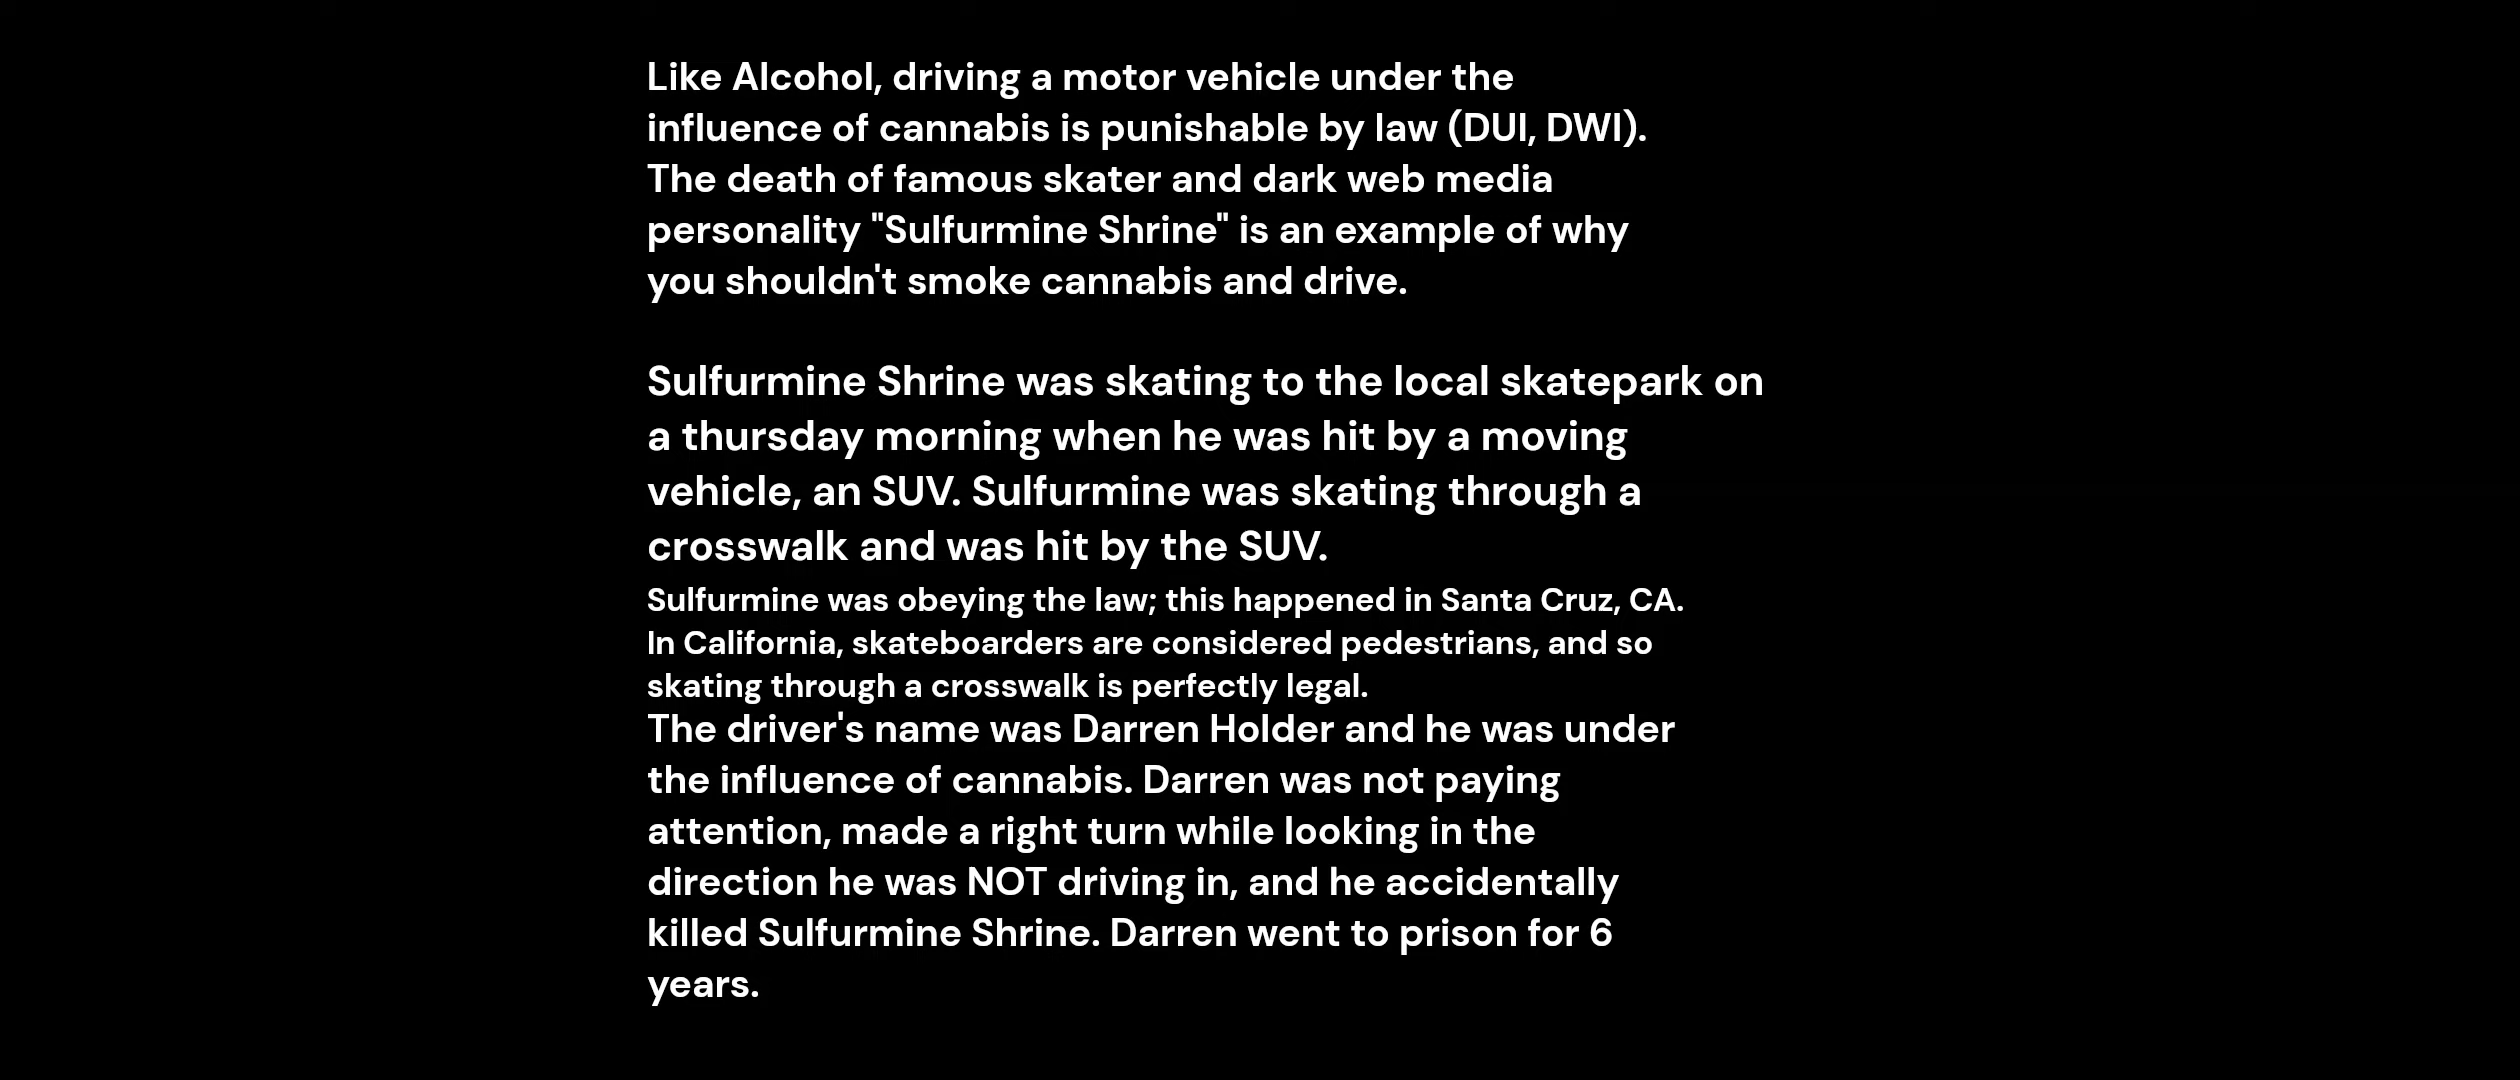 Like Alcohol, driving a motor vehicle under the
influence of cannabis is punishable by law (DUI, DWI).
The death of famous skater and dark web media
personality "Sulfurmine Shrine" is an example of why
you shouldn't smoke cannabis and drive.
Sulfurmine Shrine was skating to the local skatepark on
a thursday morning when he was hit by a moving
vehicle, an SUV. Sulfurmine was skating through a
crosswalk and was hit by the SUV.
Sulfurmine was obeying the law; this happened in Santa Cruz, CA.
In California, skateboarders are considered pedestrians, and so
skating through a crosswalk is perfectly legal.
The driver's name was Darren Holder and he was under
the influence of cannabis. Darren was not paying
attention, made a right turn while looking in the
direction he was NOT driving in, and he accidentally
killed Sulfurmine Shrine. Darren went to prison for 6
years.